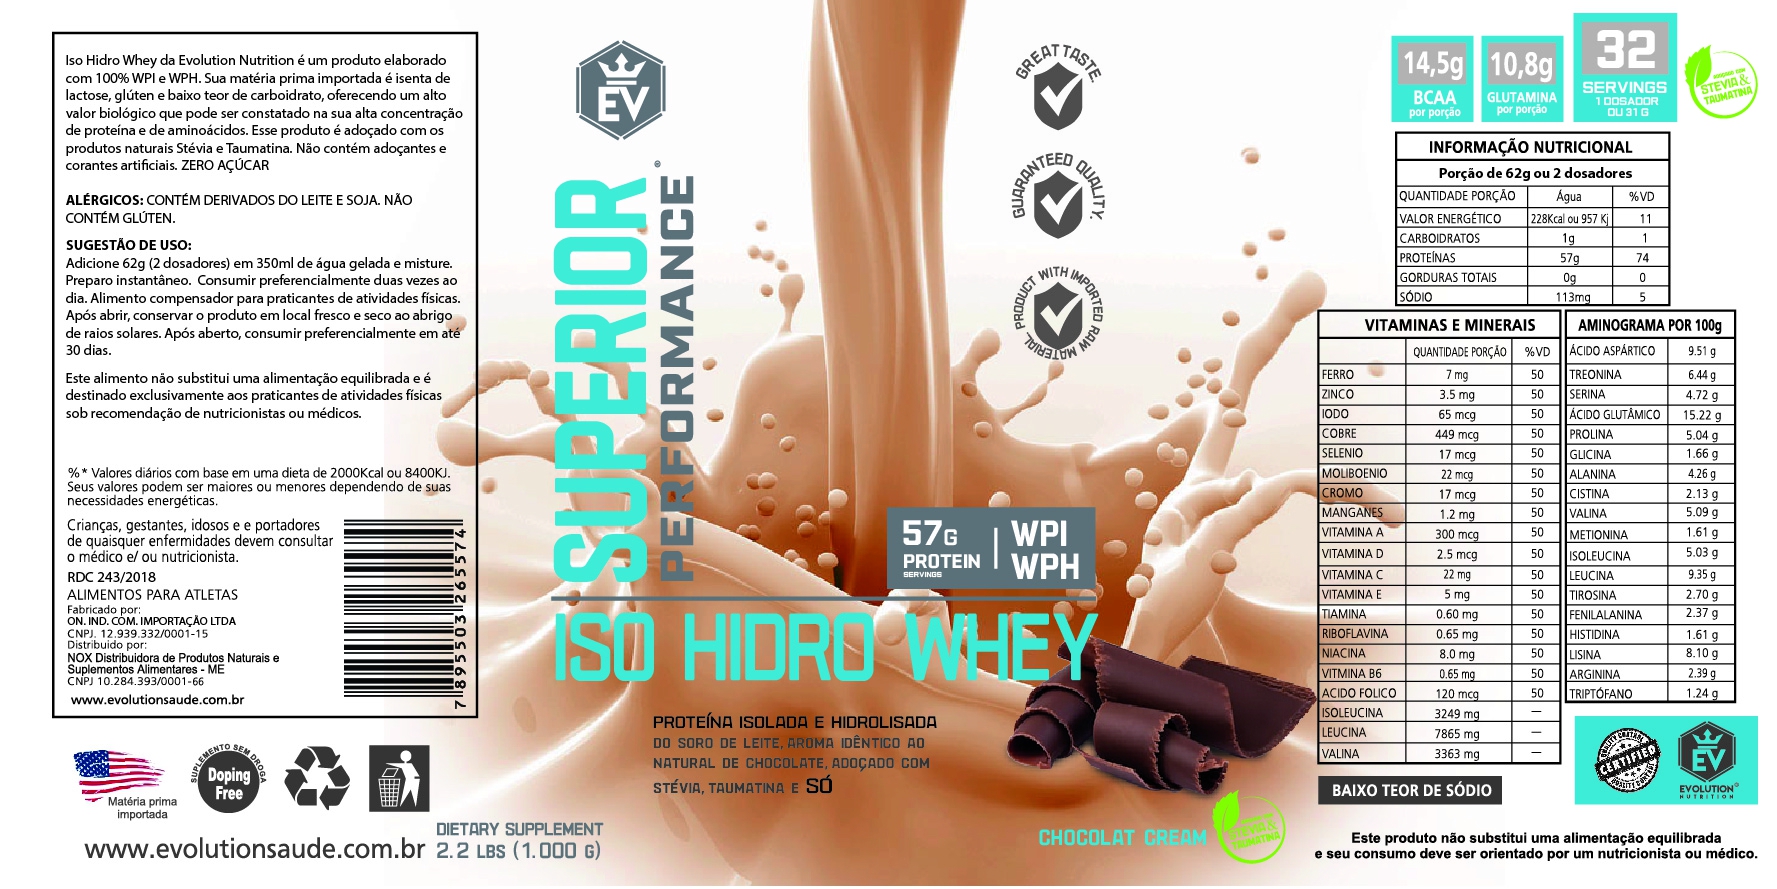 Iso Hidro Whey da Evolution Nutrition é um produto elaborado
com 100% WPI e WPH. Sua matéria prima importada é isenta de
lactose, glúten e baixo teor de carboidrato, oferecendo um alto
valor biológico que pode ser constatado na sua alta concentração
de proteína e de aminoácidos. Esse produto é adoçado com os
produtos naturais Stévia e Taumatina. Não contém adoçantes e
corantes artificiais. ZERO AÇÚCAR
ALÉRGICOS: CONTÉM DERIVADOS DO LEITE E SOJA. NÃO
CONTÉM GLÚTEN.
SUGESTÃO DE USO:
Adicione 62g (2 dosadores) em 350ml de água gelada e misture.
Preparo instantâneo. Consumir preferencialmente duas vezes ao
dia. Alimento compensador para praticantes de atividades físicas.
Após abrir, conservar o produto em local fresco e seco ao abrigo
de raios solares. Após aberto, consumir preferencialmente em até
30 dias.
Este alimento não substitui uma alimentação equilibrada e é
destinado exclusivamente aos praticantes de atividades físicas
sob recomendação de nutricionistas ou médicos.
%* Valores diários com base em uma dieta de 2000Kcal ou 8400KJ.
Seus valores podem ser maiores ou menores dependendo de suas
necessidades energéticas.
Crianças, gestantes, idosos e e portadores
de quaisquer enfermidades devem consultar
o médico e/ ou nutricionista.
RDC 243/2018
ALIMENTOS PARA ATLETAS
Fabricado por:
ON. IND. COM. IMPORTAÇÃO LTDA
CNPJ. 12.939.332/0001-15
Distribuido por:
NOX Distribuidora de Produtos Naturais e
Suplementos Alimentares - ME
CNPJ 10.284.393/0001-66
www.evolutionsaude.com.br
7 895503 265574
Matéria prima
importada
SUPLEMENTO SEM DROGA
Doping
Free
www.evolutionsaude.com.br
DIETARY SUPPLEMENT
2.2 LBS (1.000 G)
EV
SUPERIOR
PERFORMANCE®
GREAT TASTE.
GUARANTEED QUALITY.
PRODUCT WITH IMPORTED RAW MATERIAL.
57G
PROTEIN
SERVINGS
WPI
WPH
ISO HIDRO WHEY
PROTEÍNA ISOLADA E HIDROLISADA
DO SORO DE LEITE, AROMA IDÊNTICO AO
NATURAL DE CHOCOLATE, ADOÇADO COM
STÉVIA, TAUMATINA E SÓ
CHOCOLAT CREAM
STEVIA &
TAUMATINA
14,5g
BCAA
por porção
10,8g
GLUTAMINA
por porção
32
SERVINGS
1 DOSADOR
OU 31 G
ADOÇADO COM
STEVIA &
TAUMATINA
INFORMAÇÃO NUTRICIONAL
Porção de 62g ou 2 dosadores
QUANTIDADE PORÇÃO Água %VD
VALOR ENERGÉTICO 228Kcal ou 957 Kj 11
CARBOIDRATOS 1g 1
PROTEÍNAS 57g 74
GORDURAS TOTAIS 0g 0
SÓDIO 113mg 5
VITAMINAS E MINERAIS
QUANTIDADE PORÇÃO %VD
FERRO 7 mg 50
ZINCO 3.5 mg 50
IODO 65 mcg 50
COBRE 449 mcg 50
SELENIO 17 mcg 50
MOLIBOENIO 22 mcg 50
CROMO 17 mcg 50
MANGANES 1.2 mg 50
VITAMINA A 300 mcg 50
VITAMINA D 2.5 mcg 50
VITAMINA C 22 mg 50
VITAMINA E 5 mg 50
TIAMINA 0.60 mg 50
RIBOFLAVINA 0.65 mg 50
NIACINA 8.0 mg 50
VITMINA B6 0.65 mg 50
ACIDO FOLICO 120 mcg 50
ISOLEUCINA 3249 mg —
LEUCINA 7865 mg —
VALINA 3363 mg —
AMINOGRAMA POR 100g
ÁCIDO ASPÁRTICO 9.51 g
TREONINA 6.44 g
SERINA 4.72 g
ÁCIDO GLUTÂMICO 15.22 g
PROLINA 5.04 g
GLICINA 1.66 g
ALANINA 4.26 g
CISTINA 2.13 g
VALINA 5.09 g
METIONINA 1.61 g
ISOLEUCINA 5.03 g
LEUCINA 9.35 g
TIROSINA 2.70 g
FENILALANINA 2.37 g
HISTIDINA 1.61 g
LISINA 8.10 g
ARGININA 2.39 g
TRIPTÓFANO 1.24 g
BAIXO TEOR DE SÓDIO
QUALITY CONTROL
CERTIFIED
QUALITY CONTROL
EV
EVOLUTION®
NUTRITION
Este produto não substitui uma alimentação equilibrada
e seu consumo deve ser orientado por um nutricionista ou médico.